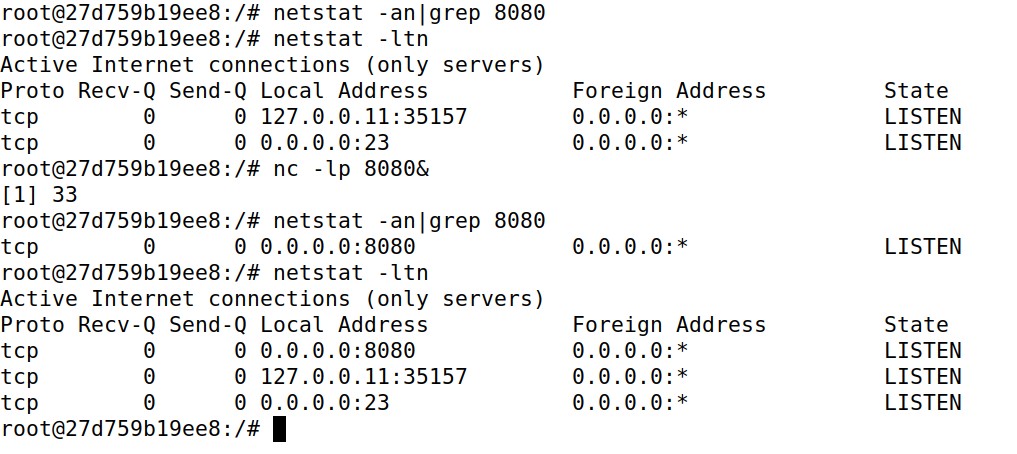 root@27d759b19ee8:/# netstat -an|grep 8080
root@27d759b19ee8:/# netstat -ltn
Active Internet connections (only servers)
Proto Recv-Q Send-Q Local Address           Foreign Address         State
tcp        0      0 127.0.0.11:35157        0.0.0.0:*               LISTEN
tcp        0      0 0.0.0.0:23              0.0.0.0:*               LISTEN
root@27d759b19ee8:/# nc -lp 8080&
[1] 33
root@27d759b19ee8:/# netstat -an|grep 8080
tcp        0      0 0.0.0.0:8080            0.0.0.0:*               LISTEN
root@27d759b19ee8:/# netstat -ltn
Active Internet connections (only servers)
Proto Recv-Q Send-Q Local Address           Foreign Address         State
tcp        0      0 0.0.0.0:8080            0.0.0.0:*               LISTEN
tcp        0      0 127.0.0.11:35157        0.0.0.0:*               LISTEN
tcp        0      0 0.0.0.0:23              0.0.0.0:*               LISTEN
root@27d759b19ee8:/#